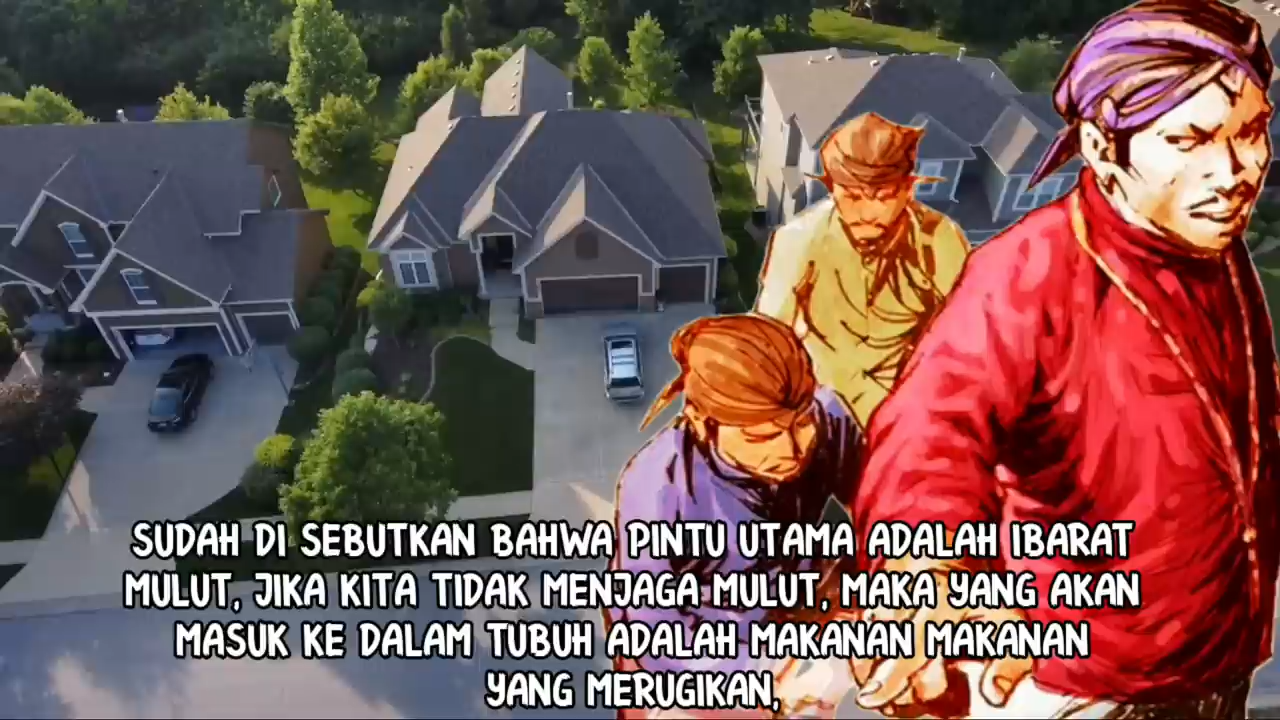 SUDAH DI SEBUTKAN BAHWA PINTU UTAMA ADALAH IBARAT
MULUT, JIKA KITA TIDAK MENJAGA MULUT, MAKA YANG AKAN
MASUK KE DALAM TUBUH ADALAH MAKANAN MAKANAN
YANG MERUGIKAN,